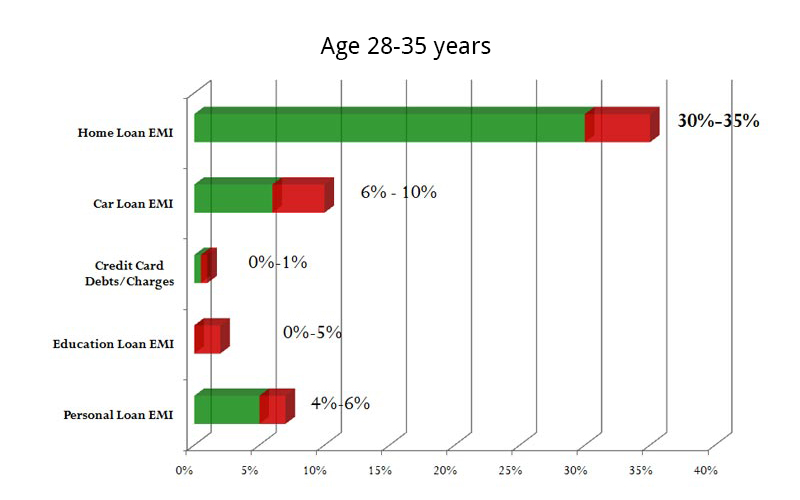 Age 28-35 years
Home Loan EMI
30%-35%
Car Loan EMI
6% - 10%
Credit Card
Debts/Charges
0%-1%
Education Loan EMI
0%-5%
Personal Loan EMI
4%-6%
0% 5% 10% 15% 20% 25% 30% 35% 40%